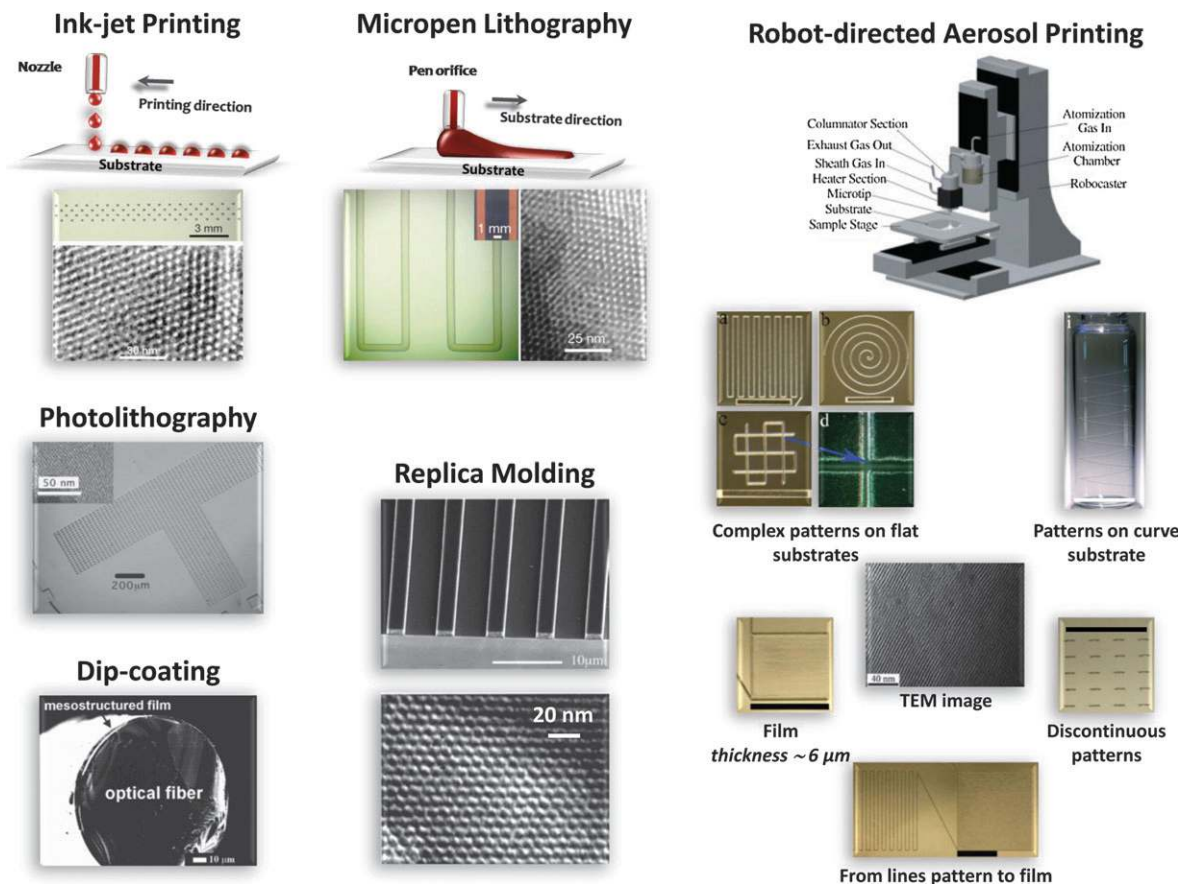 Ink-jet Printing
Nozzle
Printing direction
Substrate
3 mm
30 nm
Micropen Lithography
Pen orifice
Substrate direction
Substrate
1 mm
25 nm
Photolithography
50 nm
200µm
Dip-coating
mesostructured film
optical fiber
10 µm
Replica Molding
10µm
20 nm
Robot-directed Aerosol Printing
Columnator Section
Exhaust Gas Out
Sheath Gas In
Heater Section
Microtip
Substrate
Sample Stage
Atomization
Gas In
Atomization
Chamber
Robocaster
a
b
c
d
i
Complex patterns on flat
substrates
Patterns on curve
substrate
40 nm
TEM image
Film
thickness ~ 6 µm
Discontinuous
patterns
From lines pattern to film